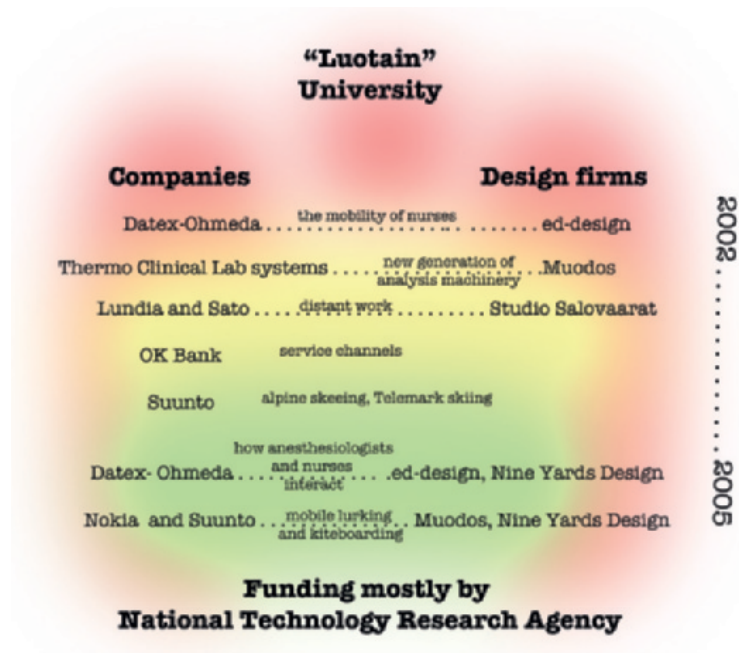 “Luotain”
University
Companies
Design firms
Datex-Ohmeda.... the mobility of nurses ........ ed-design
Thermo Clinical Lab systems ..... new generation of analysis machinery ...Muodos
Lundia and Sato .... distant work ......... Studio Salovaarat
OK Bank service channels
Suunto alpine skeeing, Telemark skiing
Datex- Ohmeda.... how anesthesiologists and nurses interact ..ed-design, Nine Yards Design
Nokia and Suunto ... mobile lurking and kiteboarding .. Muodos, Nine Yards Design
2002 .................. 2005
Funding mostly by
National Technology Research Agency